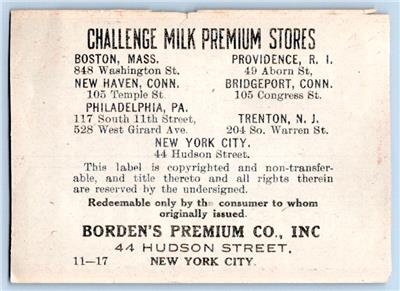 CHALLENGE MILK PREMIUM STORES
BOSTON, MASS. PROVIDENCE, R. I.
848 Washington St. 49 Aborn St,
NEW HAVEN, CONN. BRIDGEPORT, CONN.
105 Temple St. 105 Congress St.
PHILADELPHIA, PA.
117 South 11th Street, TRENTON, N. J.
528 West Girard Ave. 204 So. Warren St.
NEW YORK CITY.
44 Hudson Street.
This label is copyrighted and non-transfer-
able, and title thereto and all rights therein
are reserved by the undersigned.
Redeemable only by the consumer to whom
originally issued.
BORDEN'S PREMIUM CO., INC
44 HUDSON STREET,
11—17 NEW YORK CITY.